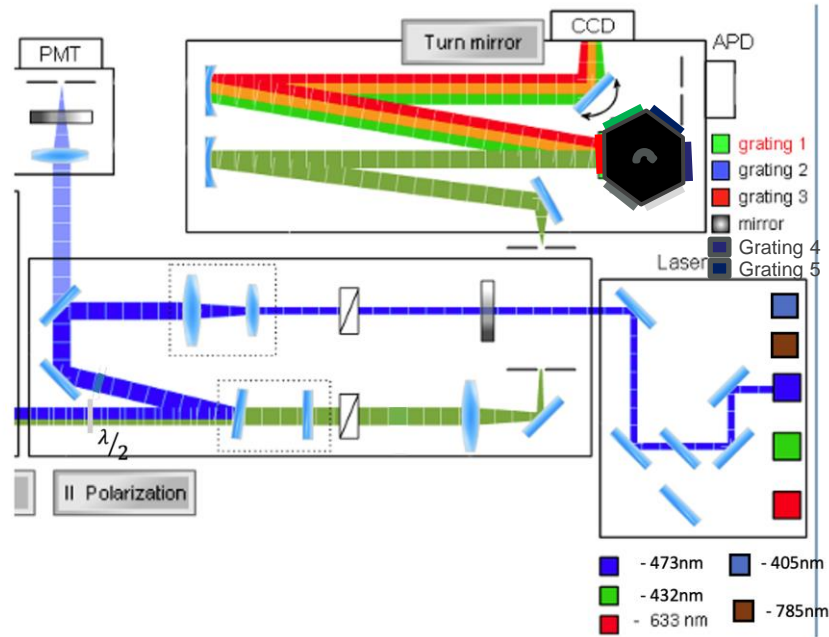 CCD
Turn mirror
APD
PMT
grating 1
grating 2
grating 3
mirror
Grating 4
Laser
Grating 5
λ/2
II Polarization
- 473nm
- 405nm
- 432nm
- 785nm
- 633 nm